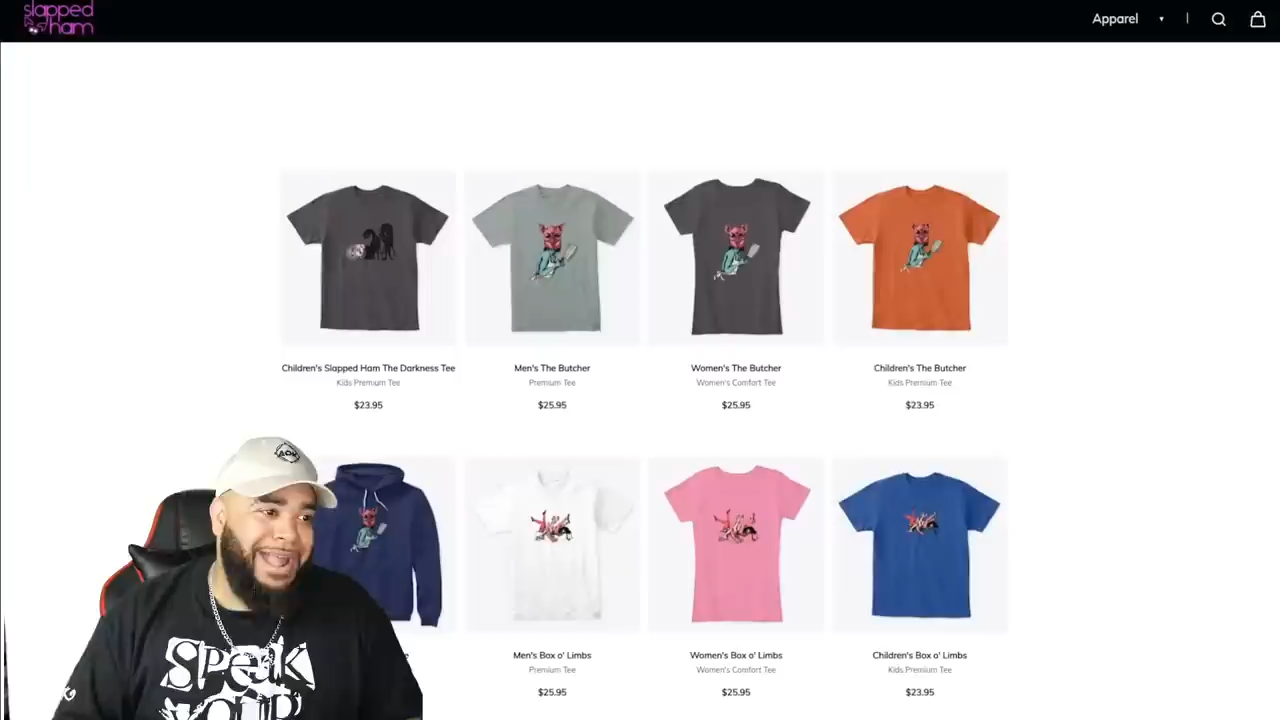 slapped
ham
Apparel
Children's Slapped Ham The Darkness Tee
Kids Premium Tee
$23.95
Men's The Butcher
Premium Tee
$25.95
Women's The Butcher
Women's Comfort Tee
$25.95
Children's The Butcher
Kids Premium Tee
$23.95
Men's Box o' Limbs
Premium Tee
$25.95
Women's Box o' Limbs
Women's Comfort Tee
$25.95
Children's Box o' Limbs
Kids Premium Tee
$23.95
SPEAK
YOUR